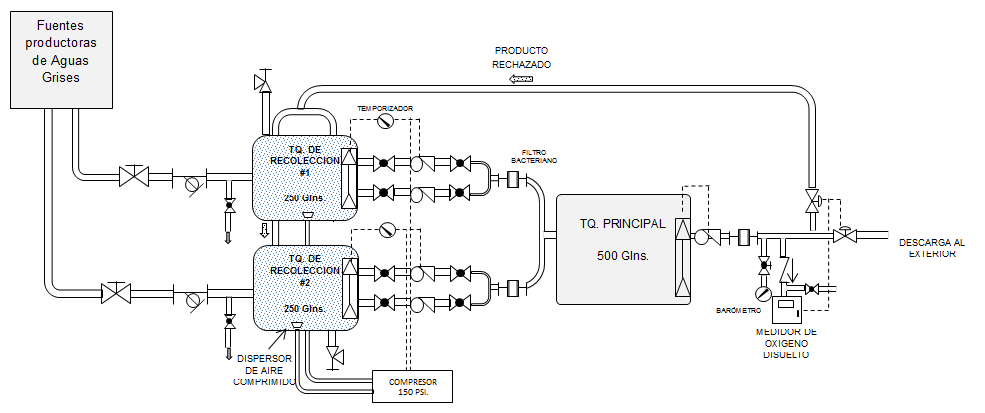 Fuentes
productoras
de Aguas
Grises
PRODUCTO
RECHAZADO
TEMPORIZADOR
TQ. DE
RECOLECCION
#1
250 Glns.
FILTRO
BACTERIANO
TQ. PRINCIPAL
500 Glns.
DESCARGA AL
EXTERIOR
TQ. DE
RECOLECCION
#2
250 Glns.
BARÓMETRO
MEDIDOR DE
OXIGENO
DISUELTO
DISPERSOR
DE AIRE
COMPRIMIDO
COMPRESOR
150 PSI.